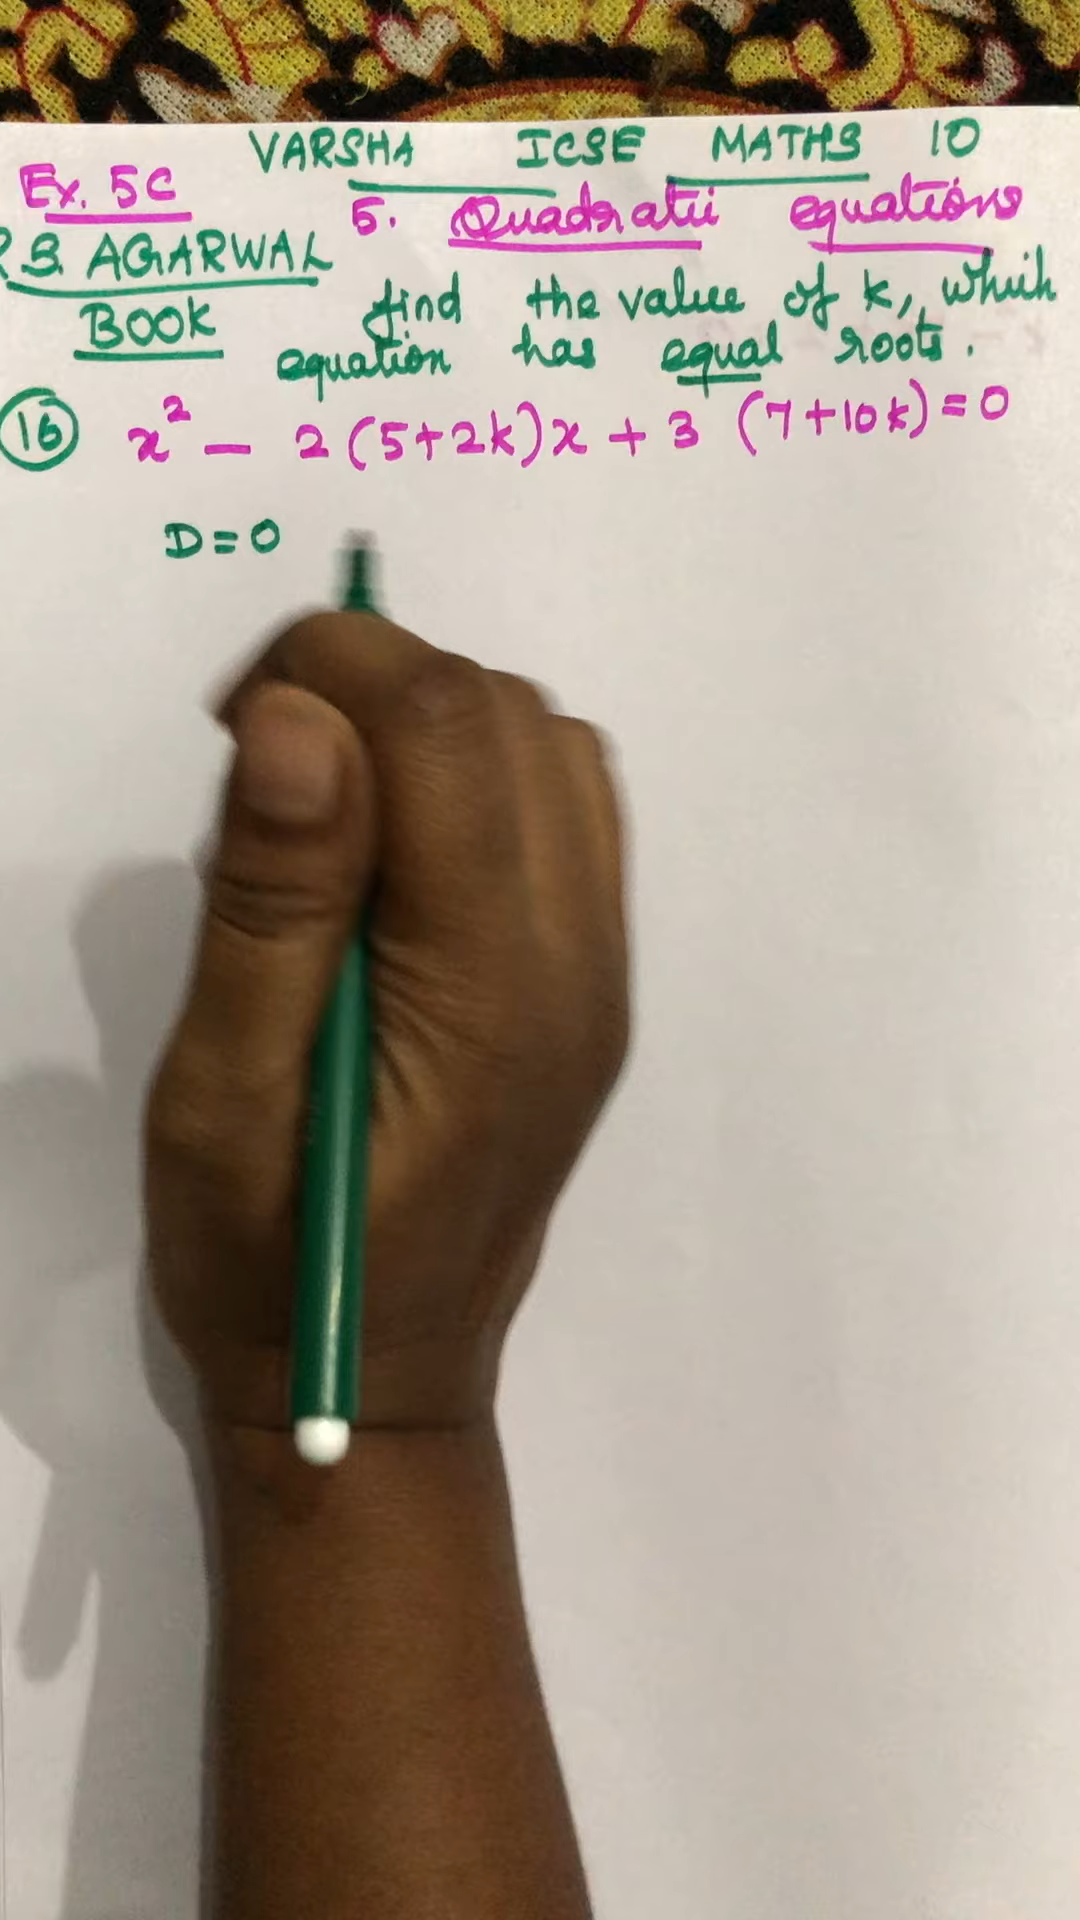 VARSHA ICSE MATHS 10
Ex. 5C
5. Quadratic equations
R.S. AGARWAL
BOOK
find the value of k, which
equation has equal roots.
16 x² - 2(5+2k)x + 3 (7+10k)=0
D=0